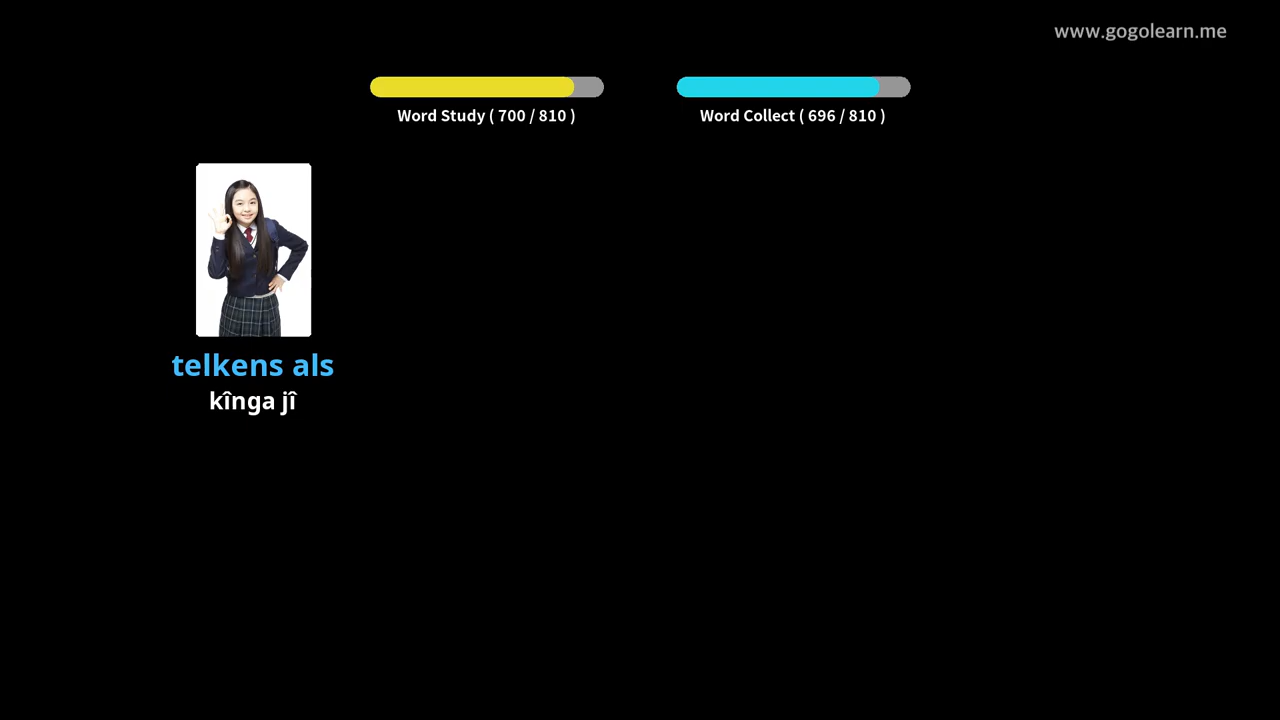 www.gogolearn.me
Word Study ( 700 / 810 )
Word Collect ( 696 / 810 )
telkens als
kînga jî